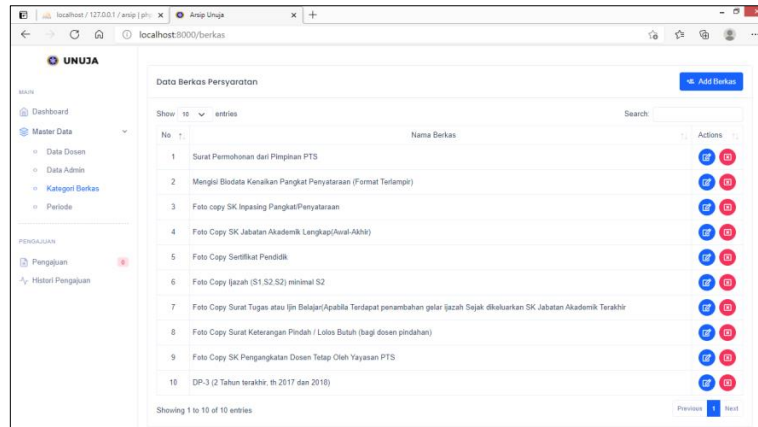 localhost / 127.0.0.1 / arsip | php
Arsip Unuja
localhost:8000/berkas
UNUJA
MAIN
Dashboard
Master Data
Data Dosen
Data Admin
Kategori Berkas
Periode
PENGAJUAN
Pengajuan
Histori Pengajuan
Data Berkas Persyaratan
Add Berkas
Show 10 entries
Search:
No Nama Berkas Actions
1 Surat Permohonan dari PImpinan PTS
2 Mengisi Biodata Kenaikan Pangkat Penyataraan (Format Terlampir)
3 Foto copy SK Inpasing Pangkat/Penyataraan
4 Foto Copy SK Jabatan Akademik Lengkap(Awal-Akhir)
5 Foto Copy Sertifikat Pendidik
6 Foto Copy Ijazah (S1,S2,S2) minimal S2
7 Foto Copy Surat Tugas atau Ijin Belajar(Apabila Terdapat penambahan gelar ijazah Sejak dikeluarkan SK Jabatan Akademik Terakhir
8 Foto Copy Surat Keterangan Pindah / Lolos Butuh (bagi dosen pindahan)
9 Foto Copy SK Pengangkatan Dosen Tetap Oleh Yayasan PTS
10 DP-3 (2 Tahun terakhir, th 2017 dan 2018)
Showing 1 to 10 of 10 entries
Previous 1 Next